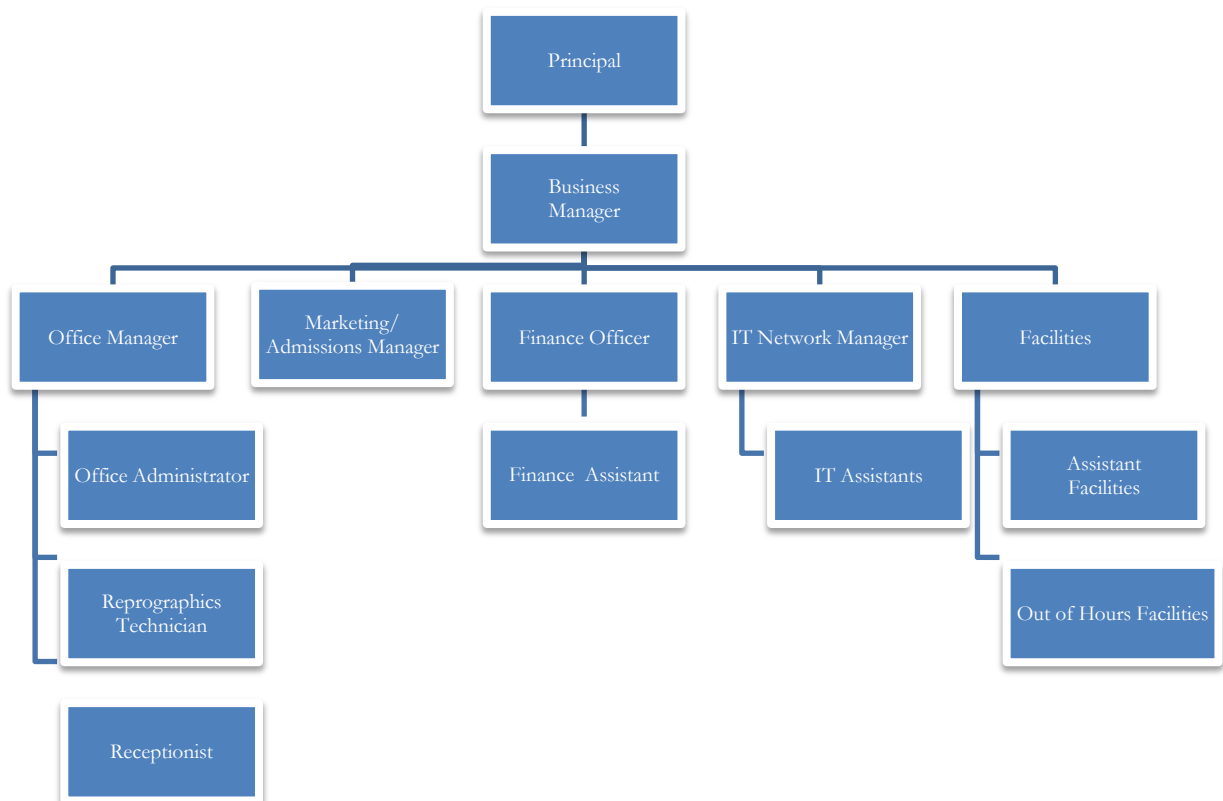 Principal
Business
Manager
Office Manager
Marketing/
Admissions Manager
Finance Officer
IT Network Manager
Facilities
Office Administrator
Finance  Assistant
IT Assistants
Assistant
Facilities
Reprographics
Technician
Out of Hours Facilities
Receptionist